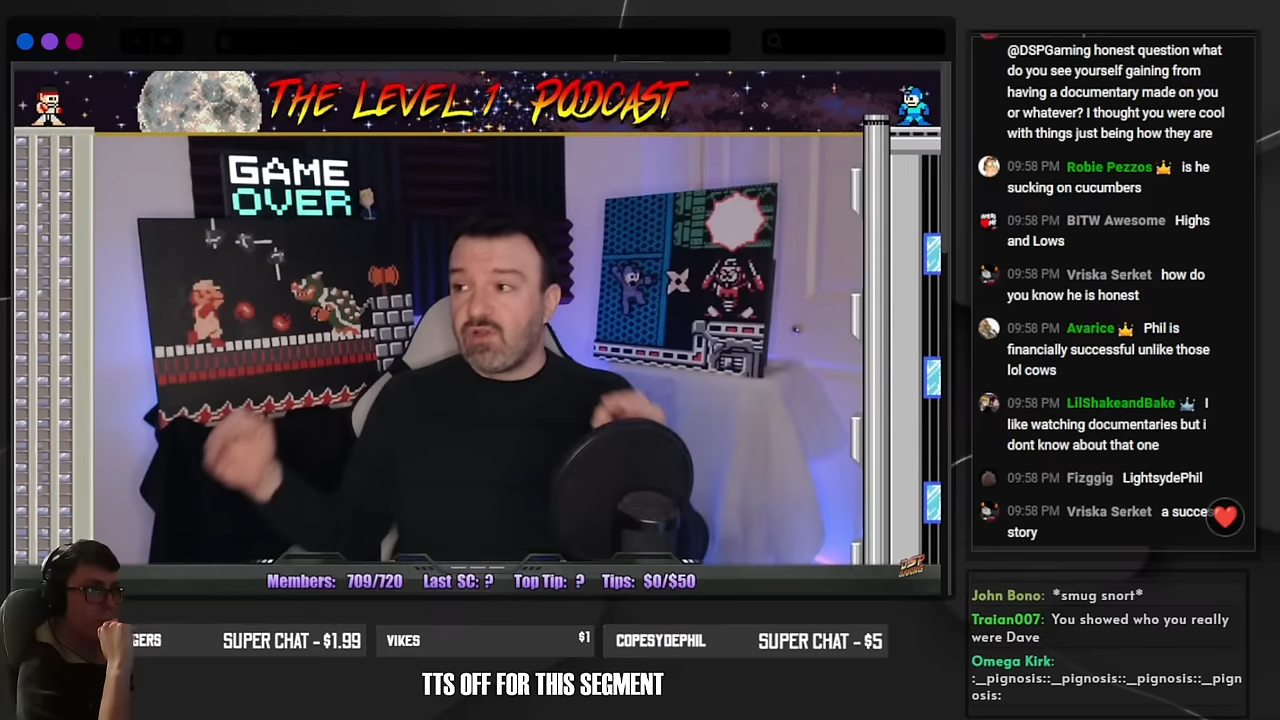 THE LEVEL 1 PODCAST
GAME
OVER
Members: 709/720 Last SC: ? Top Tip: ? Tips: $0/$50
DSP
GAMING
GERS SUPER CHAT - $1.99
VIKES $1
COPESYDEPHIL SUPER CHAT - $5
TTS OFF FOR THIS SEGMENT
@DSPGaming honest question what
do you see yourself gaining from
having a documentary made on you
or whatever? I thought you were cool
with things just being how they are
09:58 PM Robie Pezzos is he
sucking on cucumbers
09:58 PM BITW Awesome Highs
and Lows
09:58 PM Vriska Serket how do
you know he is honest
09:58 PM Avarice Phil is
financially successful unlike those
lol cows
09:58 PM LilShakeandBake I
like watching documentaries but i
dont know about that one
09:58 PM Fizggig LightsydePhil
09:58 PM Vriska Serket a succes
story
John Bono: *smug snort*
Traian007: You showed who you really
were Dave
Omega Kirk:
:_pignosis::_pignosis::_pignosis::_pign
osis: